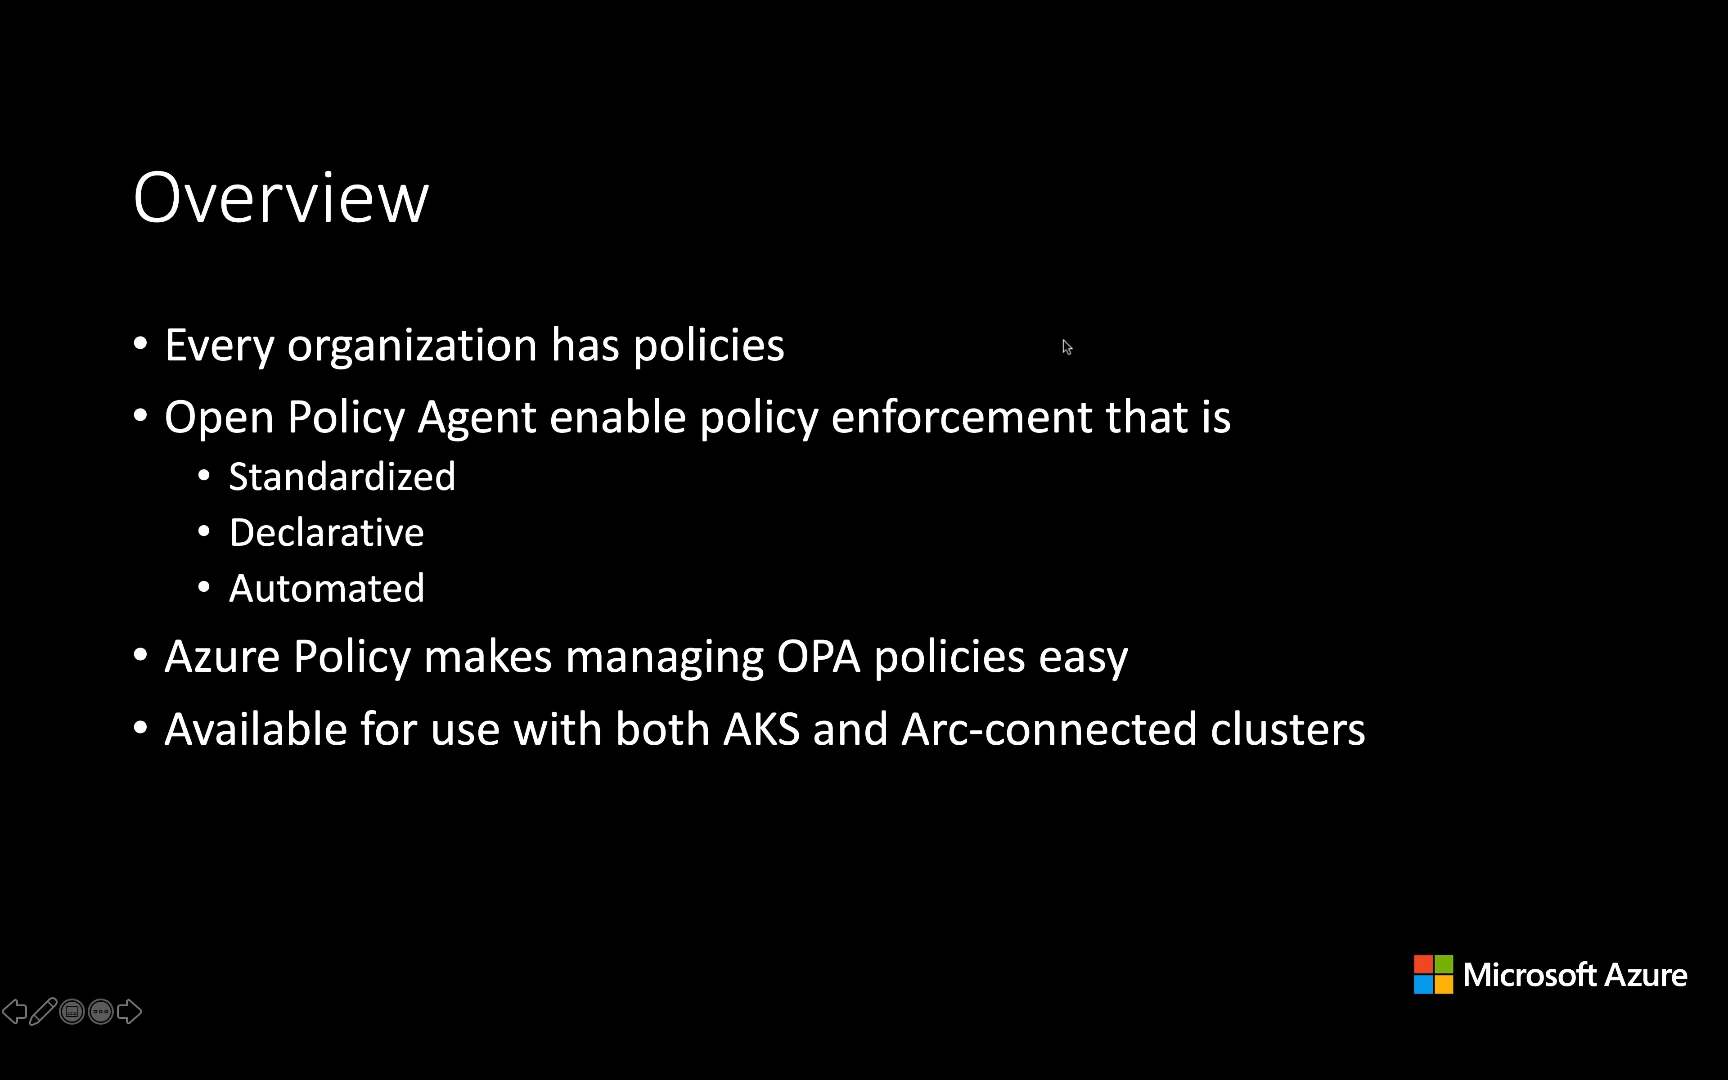 Overview
• Every organization has policies
• Open Policy Agent enable policy enforcement that is
• Standardized
• Declarative
• Automated
• Azure Policy makes managing OPA policies easy
• Available for use with both AKS and Arc-connected clusters
Microsoft Azure